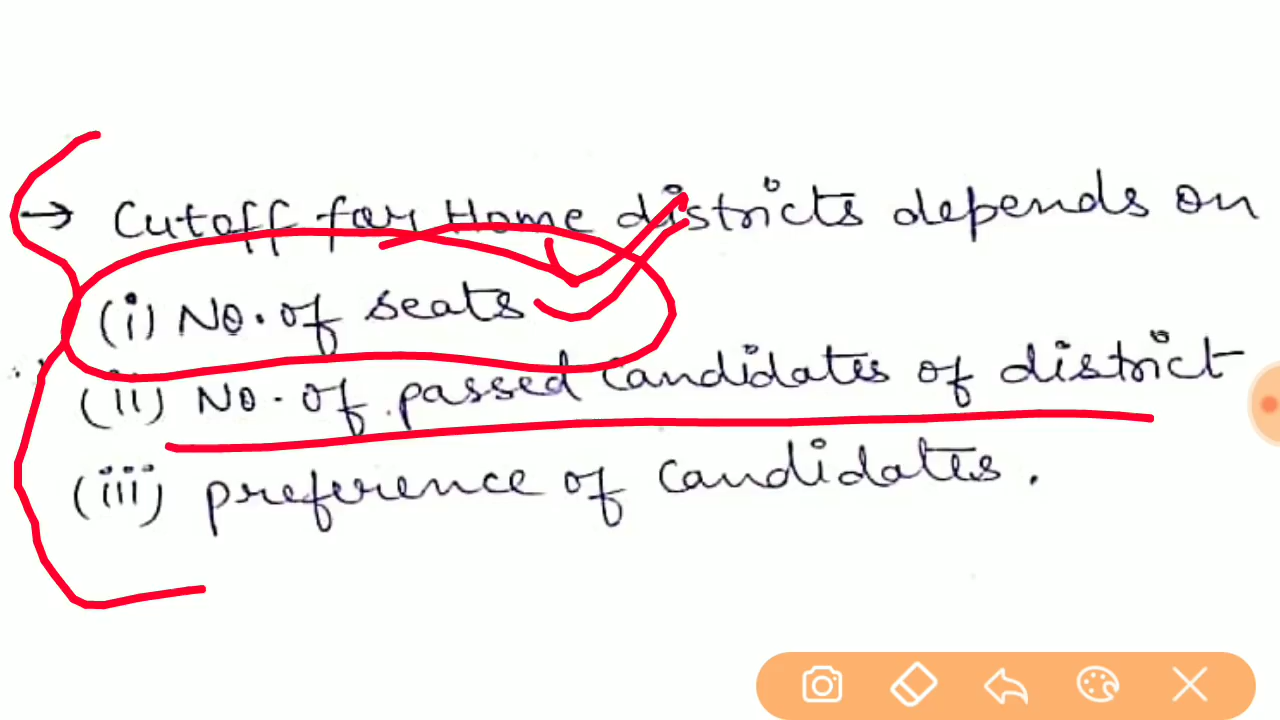 → Cutoff for Home districts depends on
(i) No. of seats
(ii) No. of passed candidates of district
(iii) preference of candidates.